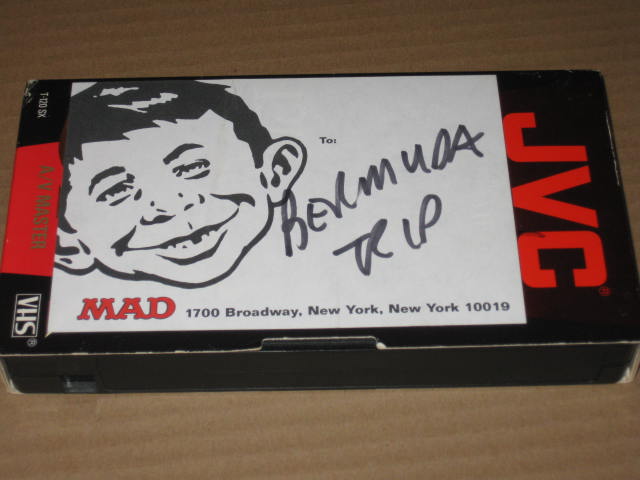 T-120 SX
A/V MASTER
VHS®
To:
BERMUDA
TRIP
MAD 1700 Broadway, New York, New York 10019
JVC®